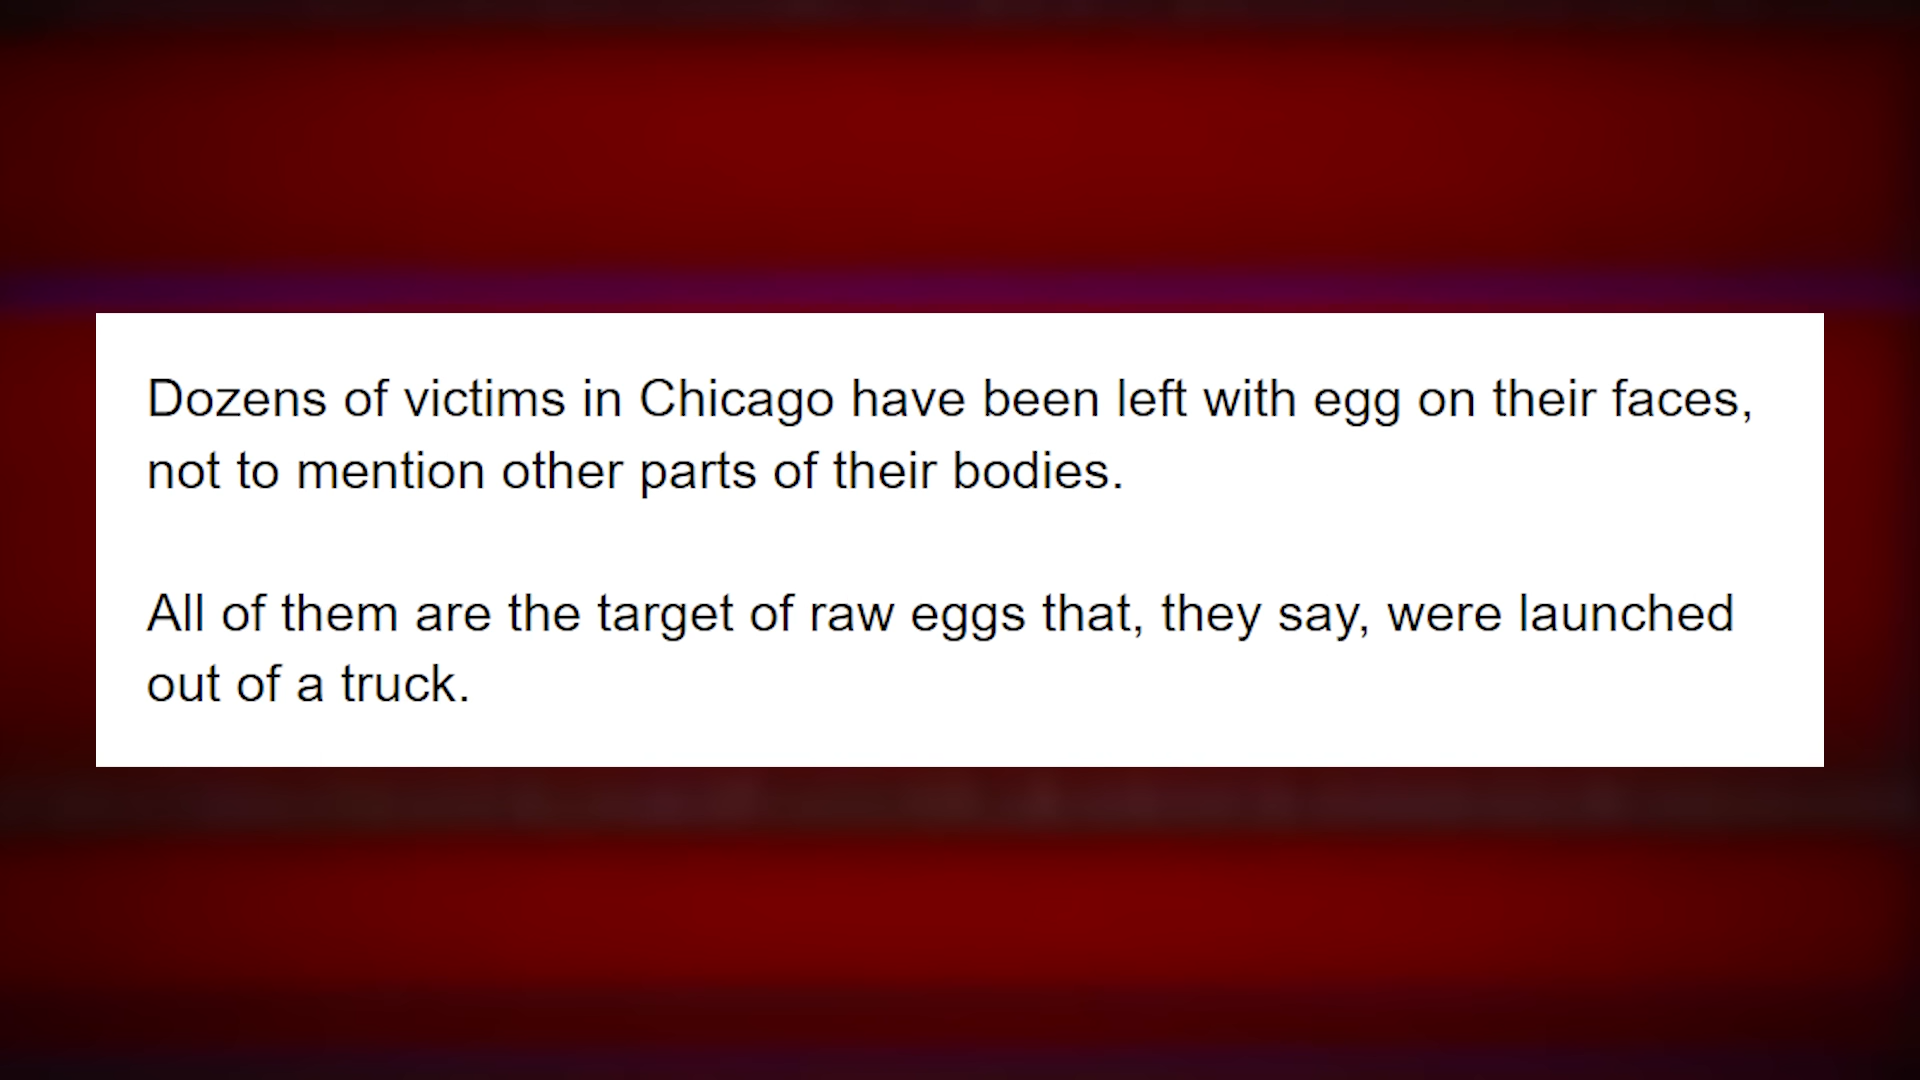 Dozens of victims in Chicago have been left with egg on their faces,
not to mention other parts of their bodies.
All of them are the target of raw eggs that, they say, were launched
out of a truck.